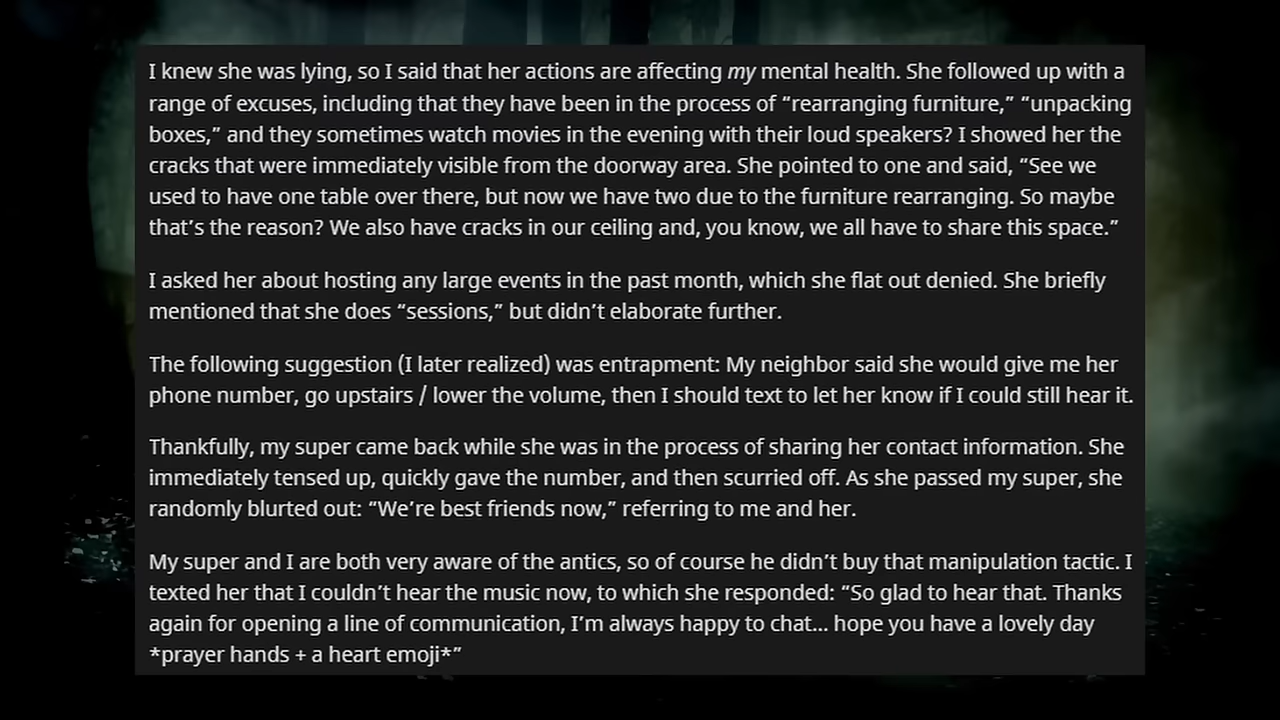 I knew she was lying, so I said that her actions are affecting my mental health. She followed up with a
range of excuses, including that they have been in the process of “rearranging furniture,” “unpacking
boxes,” and they sometimes watch movies in the evening with their loud speakers? I showed her the
cracks that were immediately visible from the doorway area. She pointed to one and said, “See we
used to have one table over there, but now we have two due to the furniture rearranging. So maybe
that’s the reason? We also have cracks in our ceiling and, you know, we all have to share this space.”
I asked her about hosting any large events in the past month, which she flat out denied. She briefly
mentioned that she does “sessions,” but didn’t elaborate further.
The following suggestion (I later realized) was entrapment: My neighbor said she would give me her
phone number, go upstairs / lower the volume, then I should text to let her know if I could still hear it.
Thankfully, my super came back while she was in the process of sharing her contact information. She
immediately tensed up, quickly gave the number, and then scurried off. As she passed my super, she
randomly blurted out: “We’re best friends now,” referring to me and her.
My super and I are both very aware of the antics, so of course he didn’t buy that manipulation tactic. I
texted her that I couldn’t hear the music now, to which she responded: “So glad to hear that. Thanks
again for opening a line of communication, I’m always happy to chat... hope you have a lovely day
*prayer hands + a heart emoji*”